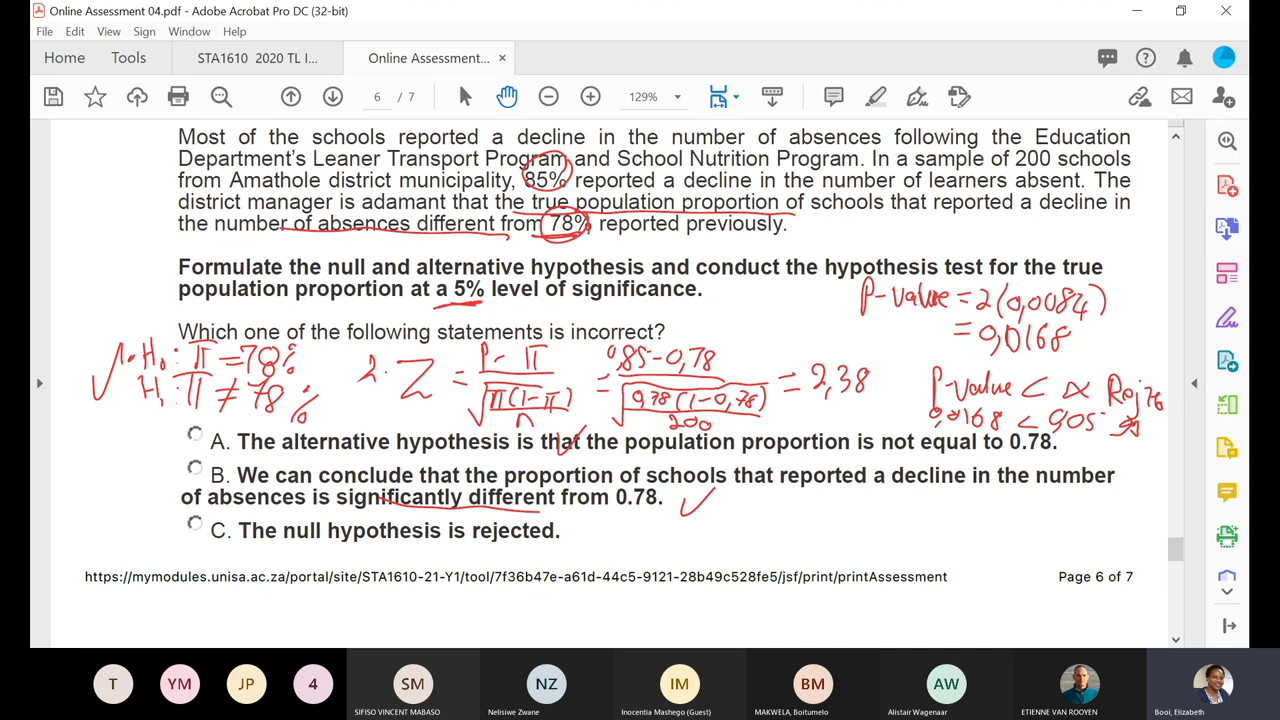 Online Assessment 04.pdf - Adobe Acrobat Pro DC (32-bit)
File Edit View Sign Window Help
Home Tools STA1610 2020 TL I... Online Assessment... ×
6 / 7 129%
Most of the schools reported a decline in the number of absences following the Education
Department's Leaner Transport Program and School Nutrition Program. In a sample of 200 schools
from Amathole district municipality, 85% reported a decline in the number of learners absent. The
district manager is adamant that the true population proportion of schools that reported a decline in
the number of absences different from 78% reported previously.
Formulate the null and alternative hypothesis and conduct the hypothesis test for the true
population proportion at a 5% level of significance.
P-value = 2(0,0084)
= 0,0168
Which one of the following statements is incorrect?
1. H₀: π = 78%
H₁: π ≠ 78%
2. Z = P - π / √(π(1-π)/n) = 0,85-0,78 / √(0,78(1-0,78)/200) = 2,38
P-value < α Reject
0,0168 < 0,05
A. The alternative hypothesis is that the population proportion is not equal to 0.78.
B. We can conclude that the proportion of schools that reported a decline in the number
of absences is significantly different from 0.78.
C. The null hypothesis is rejected.
https://mymodules.unisa.ac.za/portal/site/STA1610-21-Y1/tool/7f36b47e-a61d-44c5-9121-28b49c528fe5/jsf/print/printAssessment Page 6 of 7
T YM JP 4 SM NZ IM BM AW
SIFISO VINCENT MABASO Nelisiwe Zwane Inocentia Mashego (Guest) MAKWELA, Boitumelo Alistair Wagenaar ETIENNE VAN ROOYEN Booi, Elizabeth